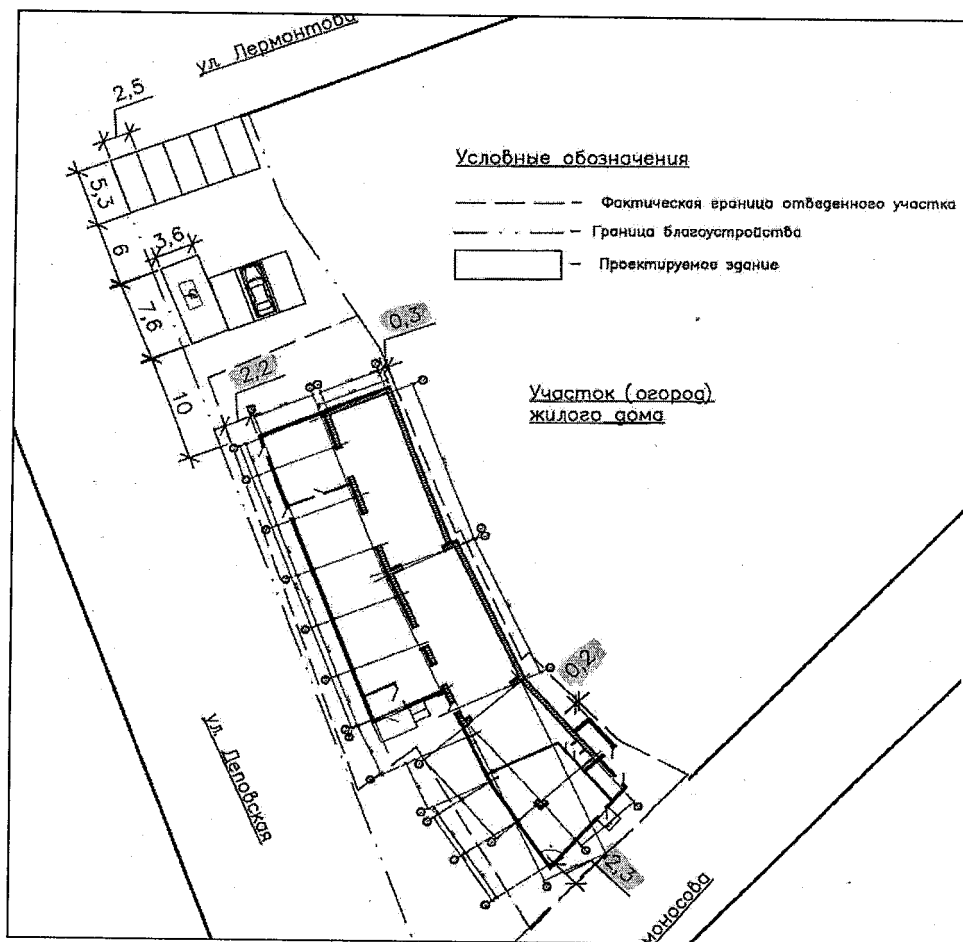 ул. Лермонтова
2,5
5,3
6
3,6
7,6
10
Условные обозначения
Фактическая граница отведенного участка
Граница благоустройства
Проектируемое здание
0,3
2,2
Участок (огород)
жилого дома
0,2
ул. Деповская
2,3
моносова